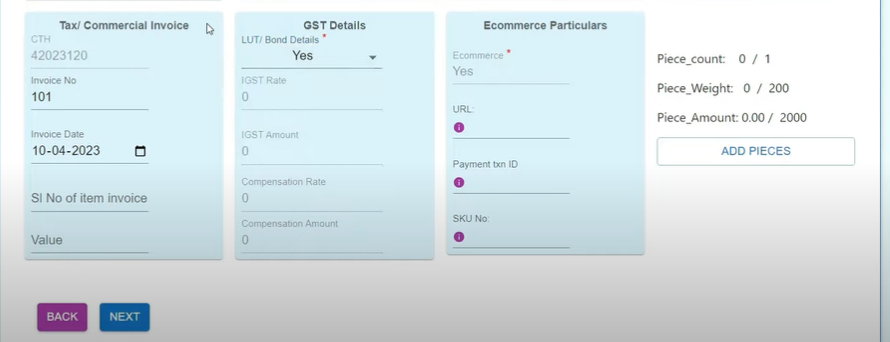 Tax/ Commercial Invoice
CTH
42023120
Invoice No
101
Invoice Date
10-04-2023
Sl No of item invoice
Value
GST Details
LUT/ Bond Details *
Yes
IGST Rate
0
IGST Amount
0
Compensation Rate
0
Compensation Amount
0
Ecommerce Particulars
Ecommerce *
Yes
URL:
Payment txn ID
SKU No:
Piece_count: 0 / 1
Piece_Weight: 0 / 200
Piece_Amount: 0.00 / 2000
ADD PIECES
BACK
NEXT